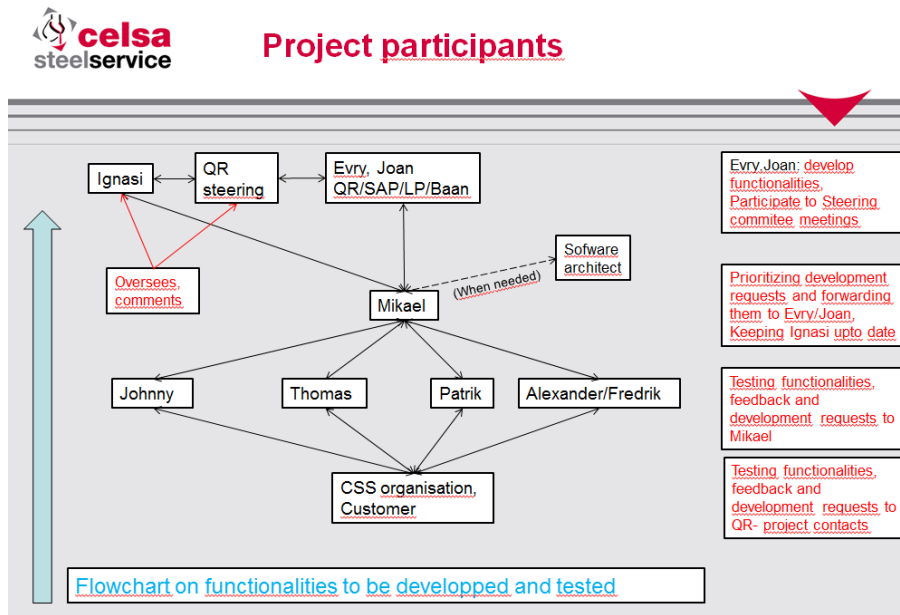 celsa
steelservice
Project participants
Ignasi
QR
steering
Evry, Joan
QR/SAP/LP/Baan
Evry,Joan: develop
functionalities,
Participate to Steering
commitee meetings
Sofware
architect
(When needed)
Oversees,
comments
Mikael
Prioritizing development
requests and forwarding
them to Evry/Joan,
Keeping Ignasi upto date
Johnny
Thomas
Patrik
Alexander/Fredrik
Testing functionalities,
feedback and
development requests to
Mikael
CSS organisation,
Customer
Testing functionalities,
feedback and
development requests to
QR- project contacts
Flowchart on functionalities to be developped and tested